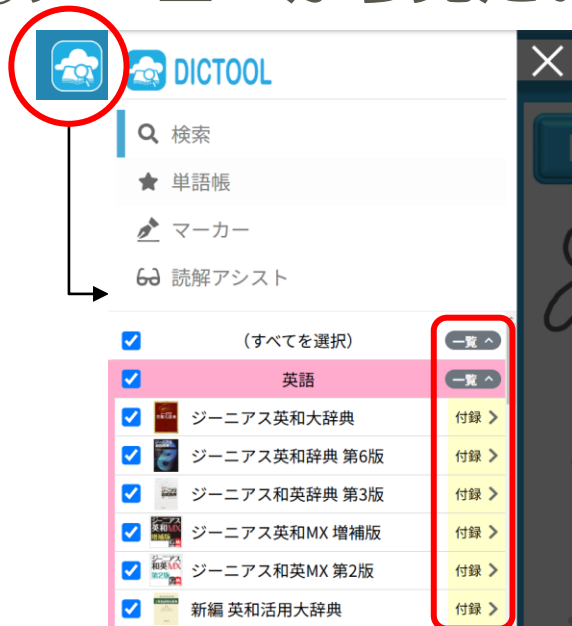 DICTOOL
検索
単語帳
マーカー
読解アシスト
(すべてを選択) 一覧
英語 一覧
ジーニアス英和大辞典 付録
ジーニアス英和辞典 第6版 付録
ジーニアス和英辞典 第3版 付録
ジーニアス英和MX 増補版 付録
ジーニアス和英MX 第2版 付録
新編 英和活用大辞典 付録